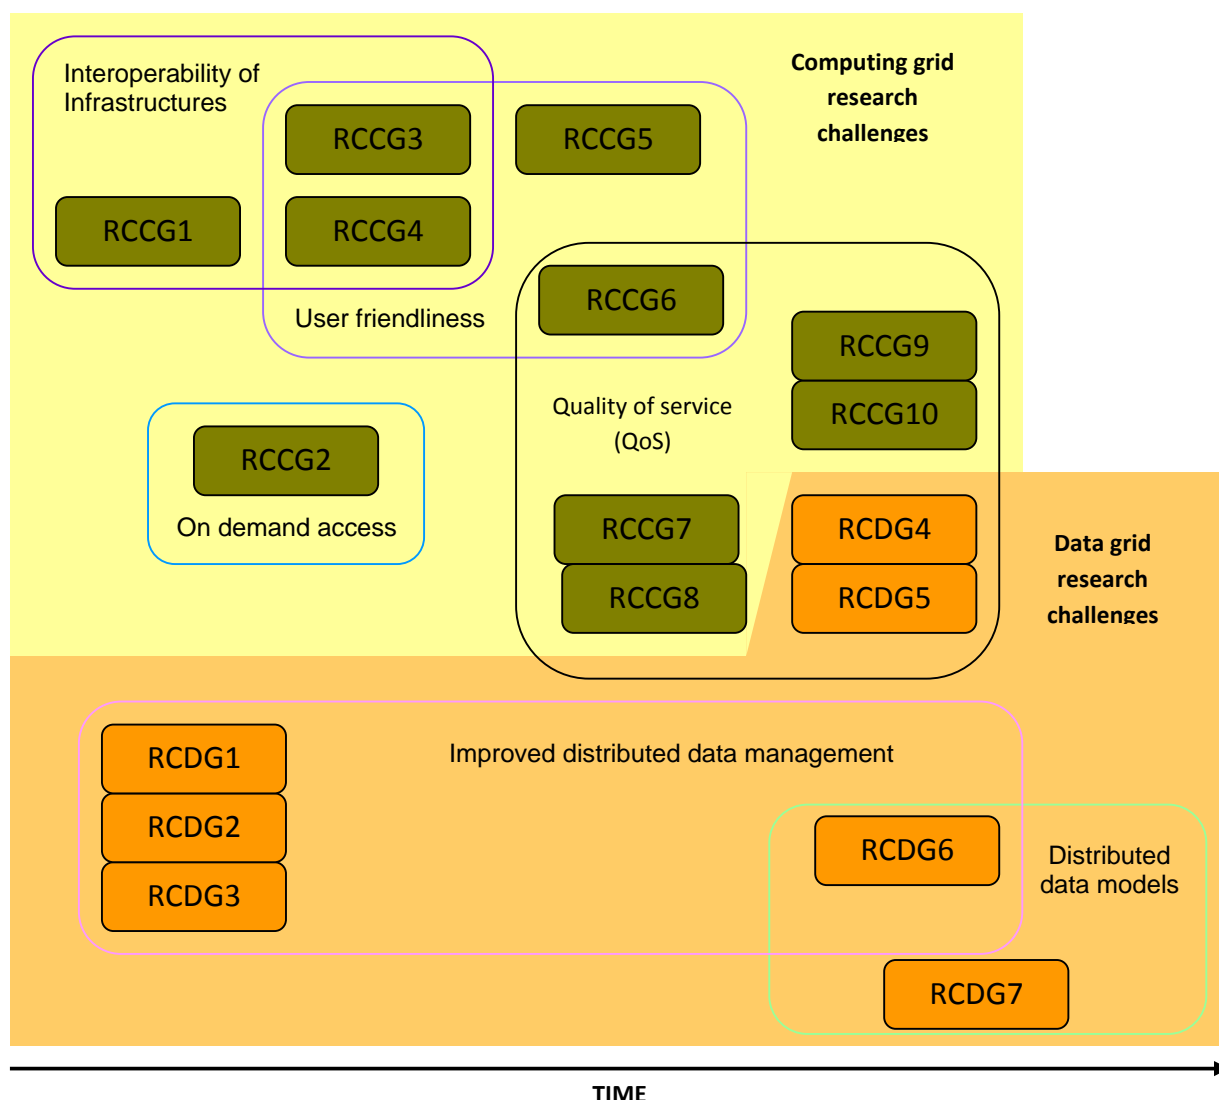 Interoperability of
Infrastructures
Computing grid
research
challenges
RCCG3
RCCG5
RCCG1
RCCG4
RCCG6
User friendliness
RCCG9
Quality of service
(QoS)
RCCG10
RCCG2
On demand access
RCCG7
RCDG4
RCCG8
RCDG5
Data grid
research
challenges
RCDG1
Improved distributed data management
RCDG2
RCDG3
RCDG6
Distributed
data models
RCDG7
TIME